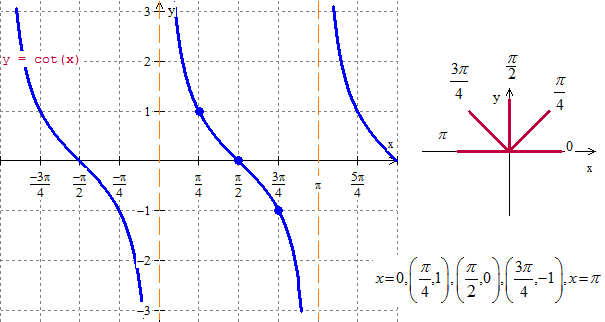 3
y
y = cot(x)
2
1
x
−3π/4
−π/2
−π/4
π/4
π/2
3π/4
π
5π/4
−1
−2
−3
π/2
3π/4
y
π/4
π
0
x
x=0,(π/4,1),(π/2,0),(3π/4,−1),x=π